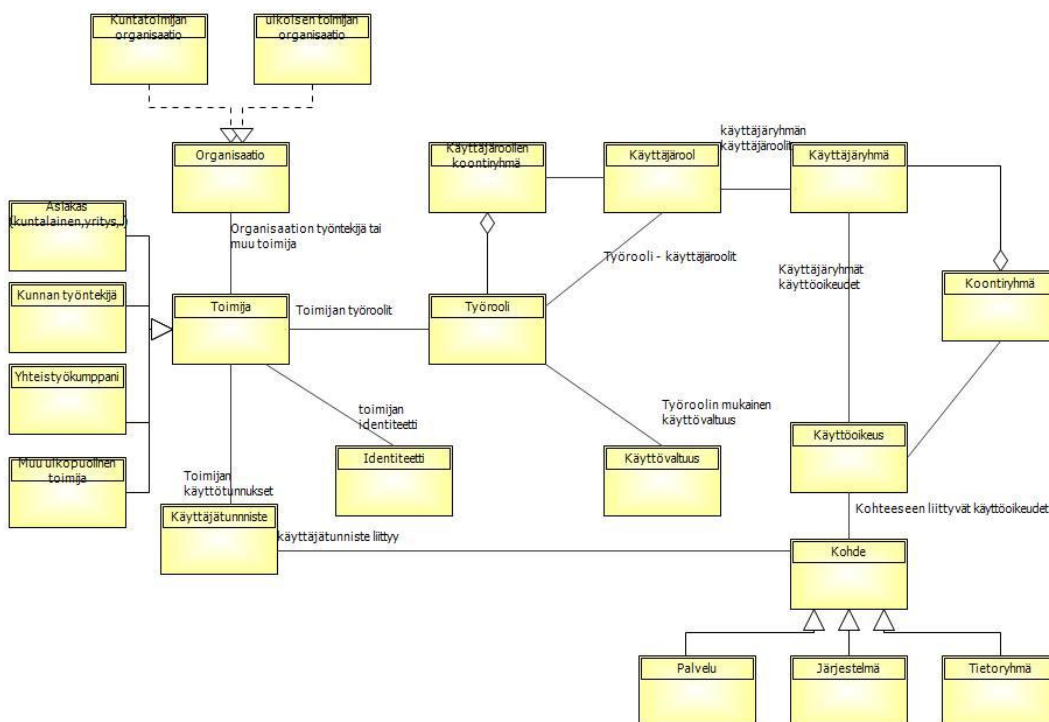 Kuntatoimijan
organisaatio
ulkoisen toimijan
organisaatio
Organisaatio
Käyttäjäroolien
koontiryhmä
Käyttäjärool
käyttäjäryhmän
käyttäjäroolit
Käyttäjäryhmä
Asiakas
(kuntalainen,yritys,.)
Organisaation työntekijä tai
muu toimija
Työrooli - käyttäjäroolit
Käyttäjäryhmät
käyttöoikeudet
Koontiryhmä
Kunnan työntekijä
Toimija
Toimijan työroolit
Työrooli
Yhteistyökumppani
toimijan
identiteetti
Työroolin mukainen
käyttövaltuus
Käyttöoikeus
Muu ulkopuolinen
toimija
Identiteetti
Käyttövaltuus
Toimijan
käyttötunnukset
Kohteeseen liittyvät käyttöoikeudet
Käyttäjätunnniste
käyttäjätunniste liittyy
Kohde
Palvelu
Järjestelmä
Tietoryhmä